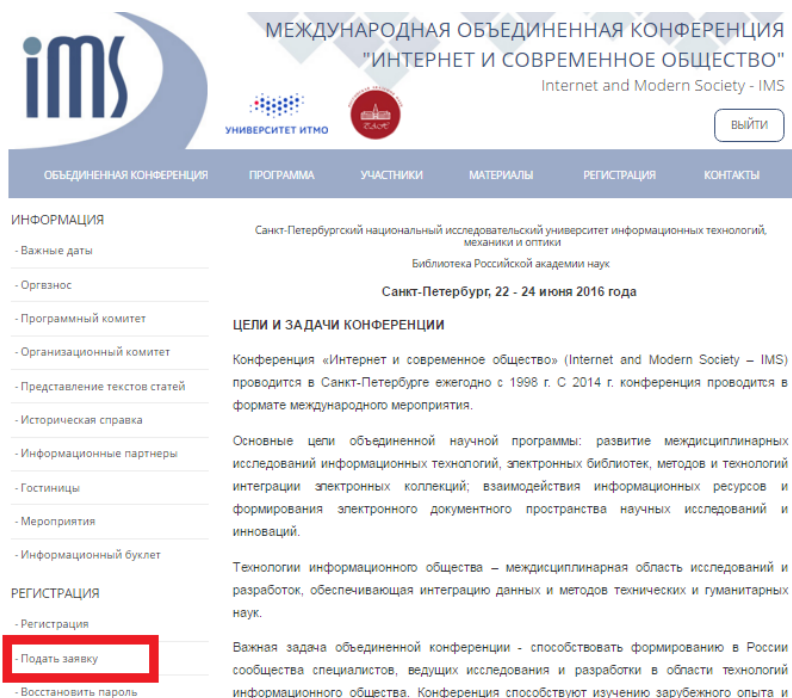 ims
МЕЖДУНАРОДНАЯ ОБЪЕДИНЕННАЯ КОНФЕРЕНЦИЯ
"ИНТЕРНЕТ И СОВРЕМЕННОЕ ОБЩЕСТВО"
Internet and Modern Society - IMS
УНИВЕРСИТЕТ ИТМО
ВЫЙТИ
ОБЪЕДИНЕННАЯ КОНФЕРЕНЦИЯ ПРОГРАММА УЧАСТНИКИ МАТЕРИАЛЫ РЕГИСТРАЦИЯ КОНТАКТЫ
ИНФОРМАЦИЯ
- Важные даты
- Оргвзнос
- Программный комитет
- Организационный комитет
- Представление текстов статей
- Историческая справка
- Информационные партнеры
- Гостиницы
- Мероприятия
- Информационный буклет
РЕГИСТРАЦИЯ
- Регистрация
- Подать заявку
- Восстановить пароль
Санкт-Петербургский национальный исследовательский университет информационных технологий,
механики и оптики
Библиотека Российской академии наук
Санкт-Петербург, 22 - 24 июня 2016 года
ЦЕЛИ И ЗАДАЧИ КОНФЕРЕНЦИИ
Конференция «Интернет и современное общество» (Internet and Modern Society – IMS)
проводится в Санкт-Петербурге ежегодно с 1998 г. С 2014 г. конференция проводится в
формате международного мероприятия.
Основные цели объединенной научной программы: развитие междисциплинарных
исследований информационных технологий, электронных библиотек, методов и технологий
интеграции электронных коллекций; взаимодействия информационных ресурсов и
формирования электронного документного пространства научных исследований и
инноваций.
Технологии информационного общества – междисциплинарная область исследований и
разработок, обеспечивающая интеграцию данных и методов технических и гуманитарных
наук.
Важная задача объединенной конференции - способствовать формированию в России
сообщества специалистов, ведущих исследования и разработки в области технологий
информационного общества. Конференция способствуют изучению зарубежного опыта и